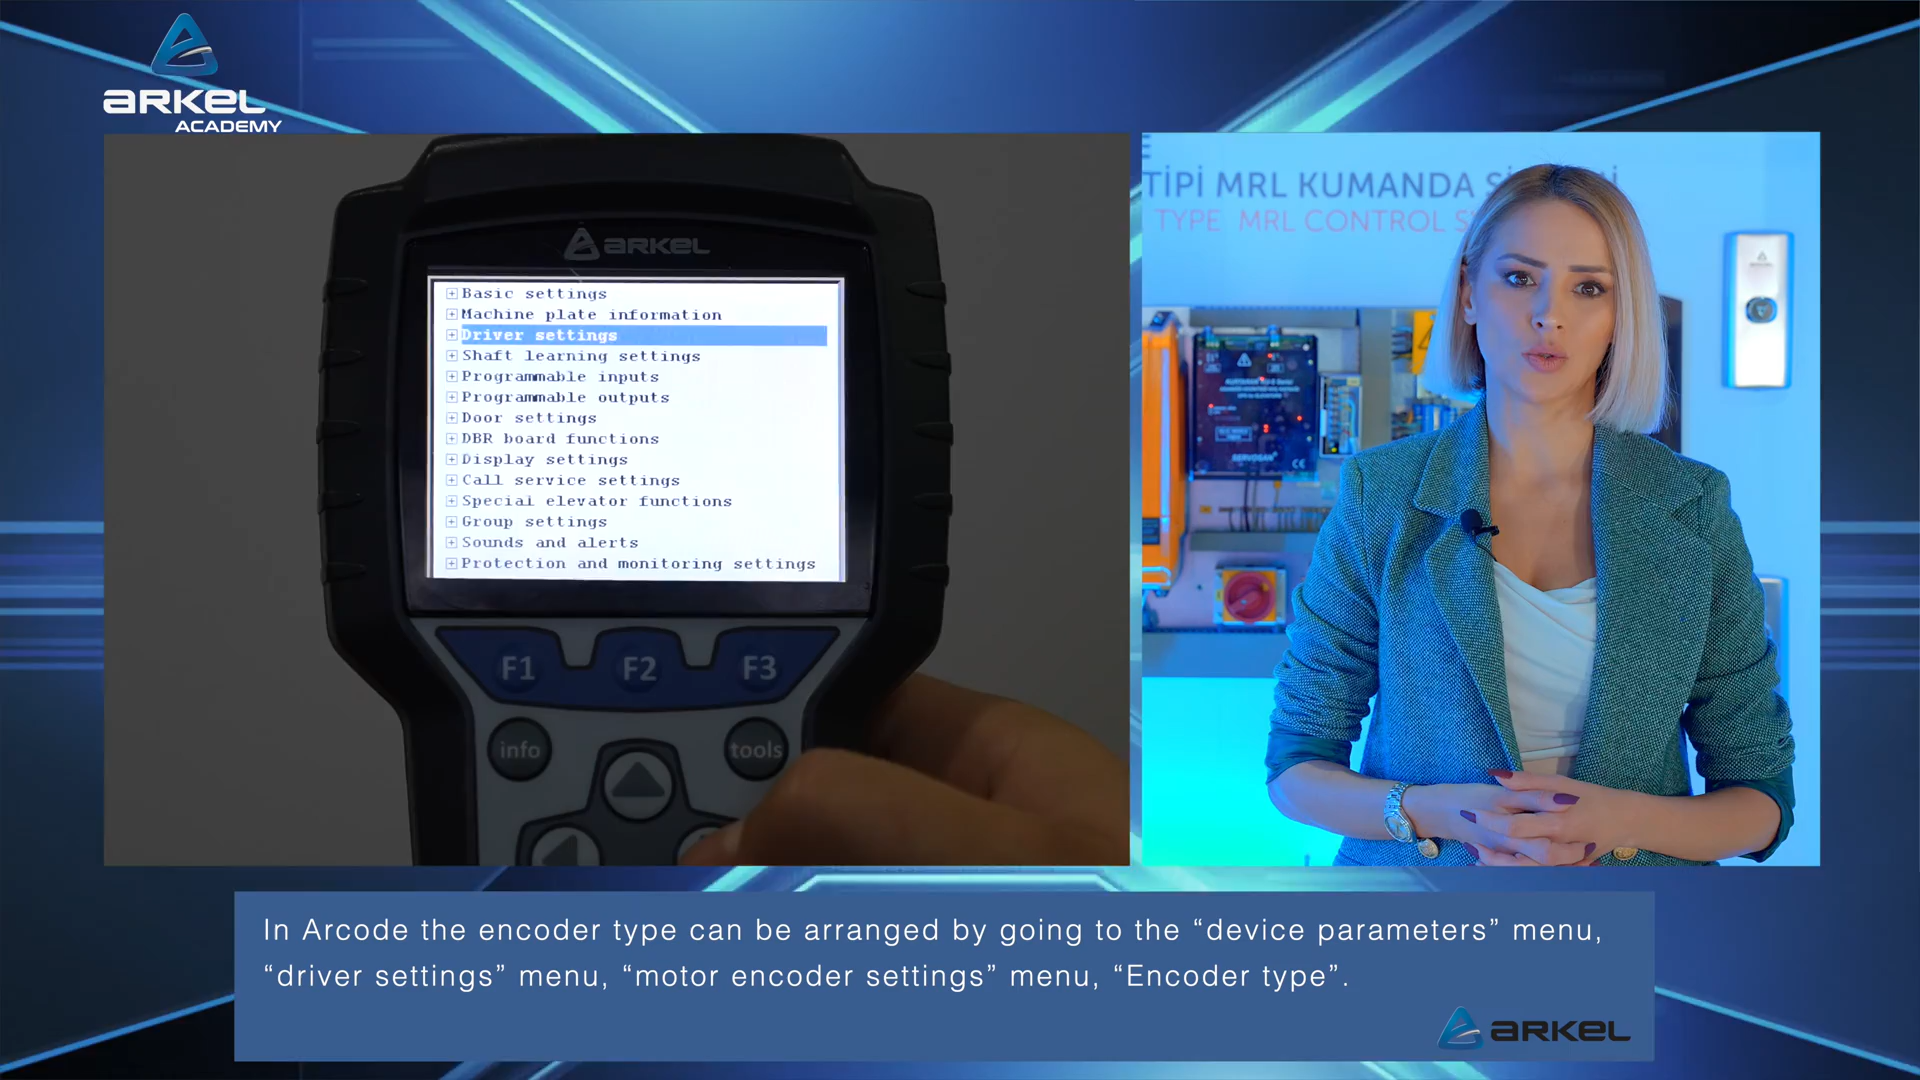 ARKEL
ACADEMY
ARKEL
Basic settings
Machine plate information
Driver settings
Shaft learning settings
Programmable inputs
Programmable outputs
Door settings
DBR board functions
Display settings
Call service settings
Special elevator functions
Group settings
Sounds and alerts
Protection and monitoring settings
F1 F2 F3
info tools
TİPİ MRL KUMANDA
TYPE MRL CONTROL
SERVOSAN
CE
In Arcode the encoder type can be arranged by going to the “device parameters” menu,
“driver settings” menu, “motor encoder settings” menu, “Encoder type”.
ARKEL